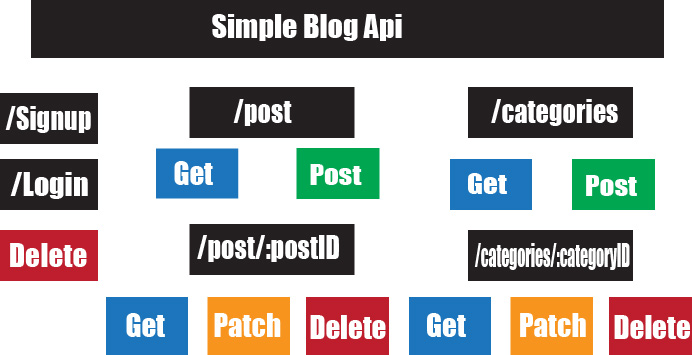 Simple Blog Api
/Signup
/Login
Delete
/post
Get
Post
/post/:postID
Get
Patch
Delete
/categories
Get
Post
/categories/:categoryID
Get
Patch
Delete